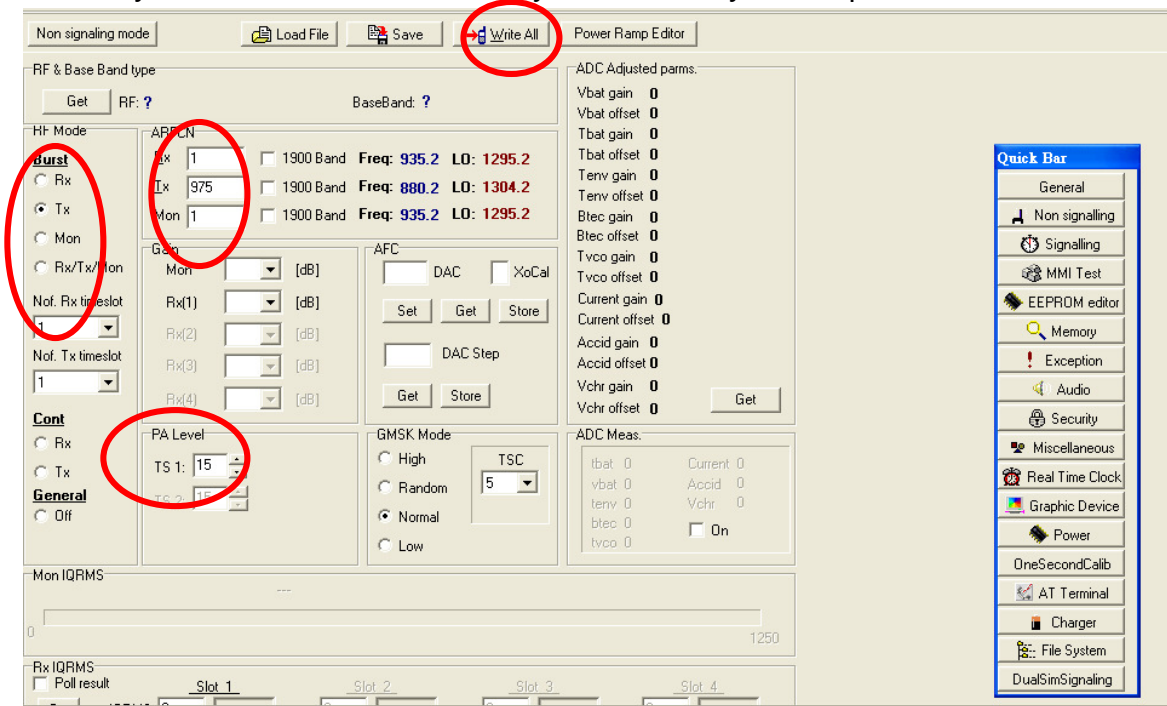 Non signaling mode Load File Save Write All Power Ramp Editor
RF & Base Band type
Get RF: ? BaseBand: ?
RF Mode
Burst
Rx
Tx
Mon
Rx/Tx/Mon
Nof. Rx timeslot
1
Nof. Tx timeslot
1
Cont
Rx
Tx
General
Off
ARFCN
Rx 1 1900 Band Freq: 935.2 LO: 1295.2
Tx 975 1900 Band Freq: 880.2 LO: 1304.2
Mon 1 1900 Band Freq: 935.2 LO: 1295.2
Gain
Mon [dB]
Rx(1) [dB]
Rx(2) [dB]
Rx(3) [dB]
Rx(4) [dB]
AFC
DAC XoCal
Set Get Store
DAC Step
Get Store
PA Level
TS 1: 15
TS 2: 15
GMSK Mode
High
Random
Normal
Low
TSC
5
ADC Adjusted parms.
Vbat gain 0
Vbat offset 0
Tbat gain 0
Tbat offset 0
Tenv gain 0
Tenv offset 0
Btec gain 0
Btec offset 0
Tvco gain 0
Tvco offset 0
Current gain 0
Current offset 0
Accid gain 0
Accid offset 0
Vchr gain 0
Vchr offset 0
Get
ADC Meas.
tbat 0 Current 0
vbat 0 Accid 0
tenv 0 Vchr 0
btec 0
tvco 0
On
Mon IQRMS
---
0 1250
Rx IQRMS
Poll result Slot 1 Slot 2 Slot 3 Slot 4
Quick Bar
General
Non signalling
Signalling
MMI Test
EEPROM editor
Memory
Exception
Audio
Security
Miscellaneous
Real Time Clock
Graphic Device
Power
OneSecondCalib
AT Terminal
Charger
File System
DualSimSignaling